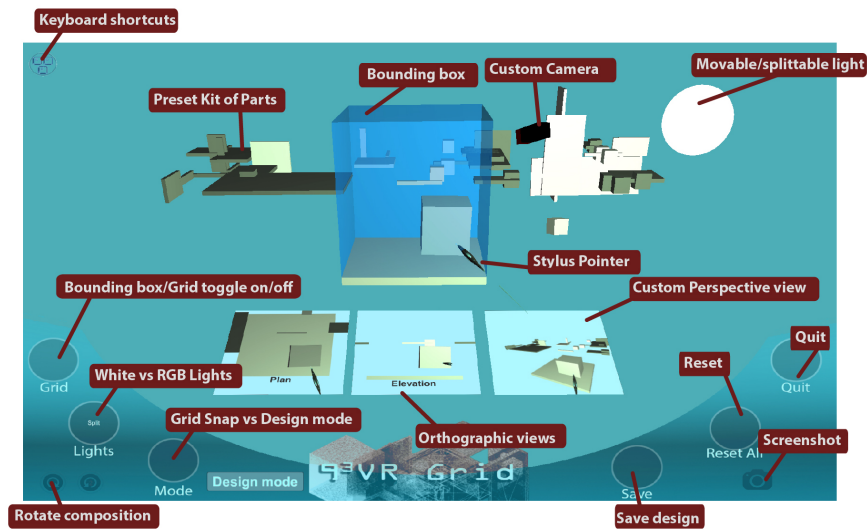 Keyboard shortcuts
Bounding box
Custom Camera
Movable/splittable light
Preset Kit of Parts
Stylus Pointer
Bounding box/Grid toggle on/off
Custom Perspective view
Quit
Grid
White vs RGB Lights
Plan
Elevation
Reset
Quit
Split
Grid Snap vs Design mode
Orthographic views
Screenshot
Lights
Reset All
q³VR Grid
Mode
Design mode
Save
Rotate composition
Save design